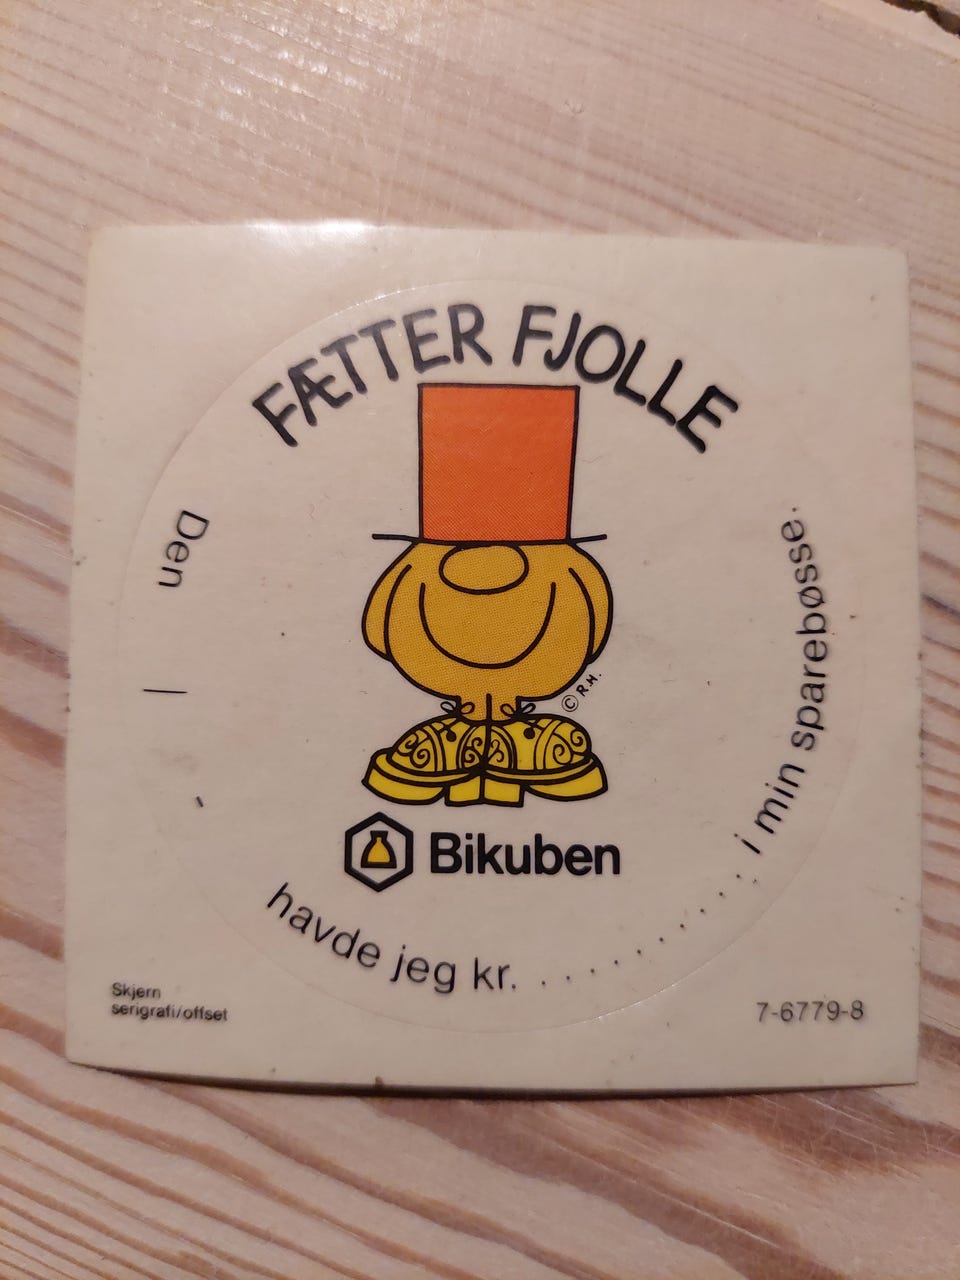 FÆTTER FJOLLE
Den / -
havde jeg kr. . . . . . . . . . . . . i min sparebøsse.
© R.H.
Bikuben
Skjern
serigrafi/offset
7-6779-8